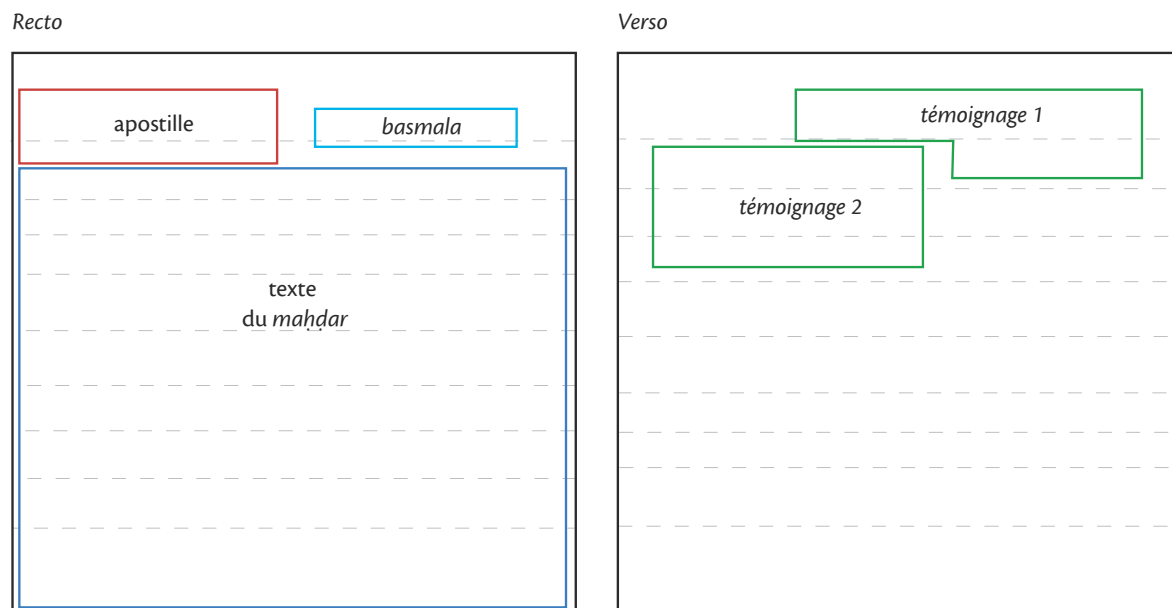 Recto
apostille
basmala
texte
du maḥḍar
Verso
témoignage 1
témoignage 2